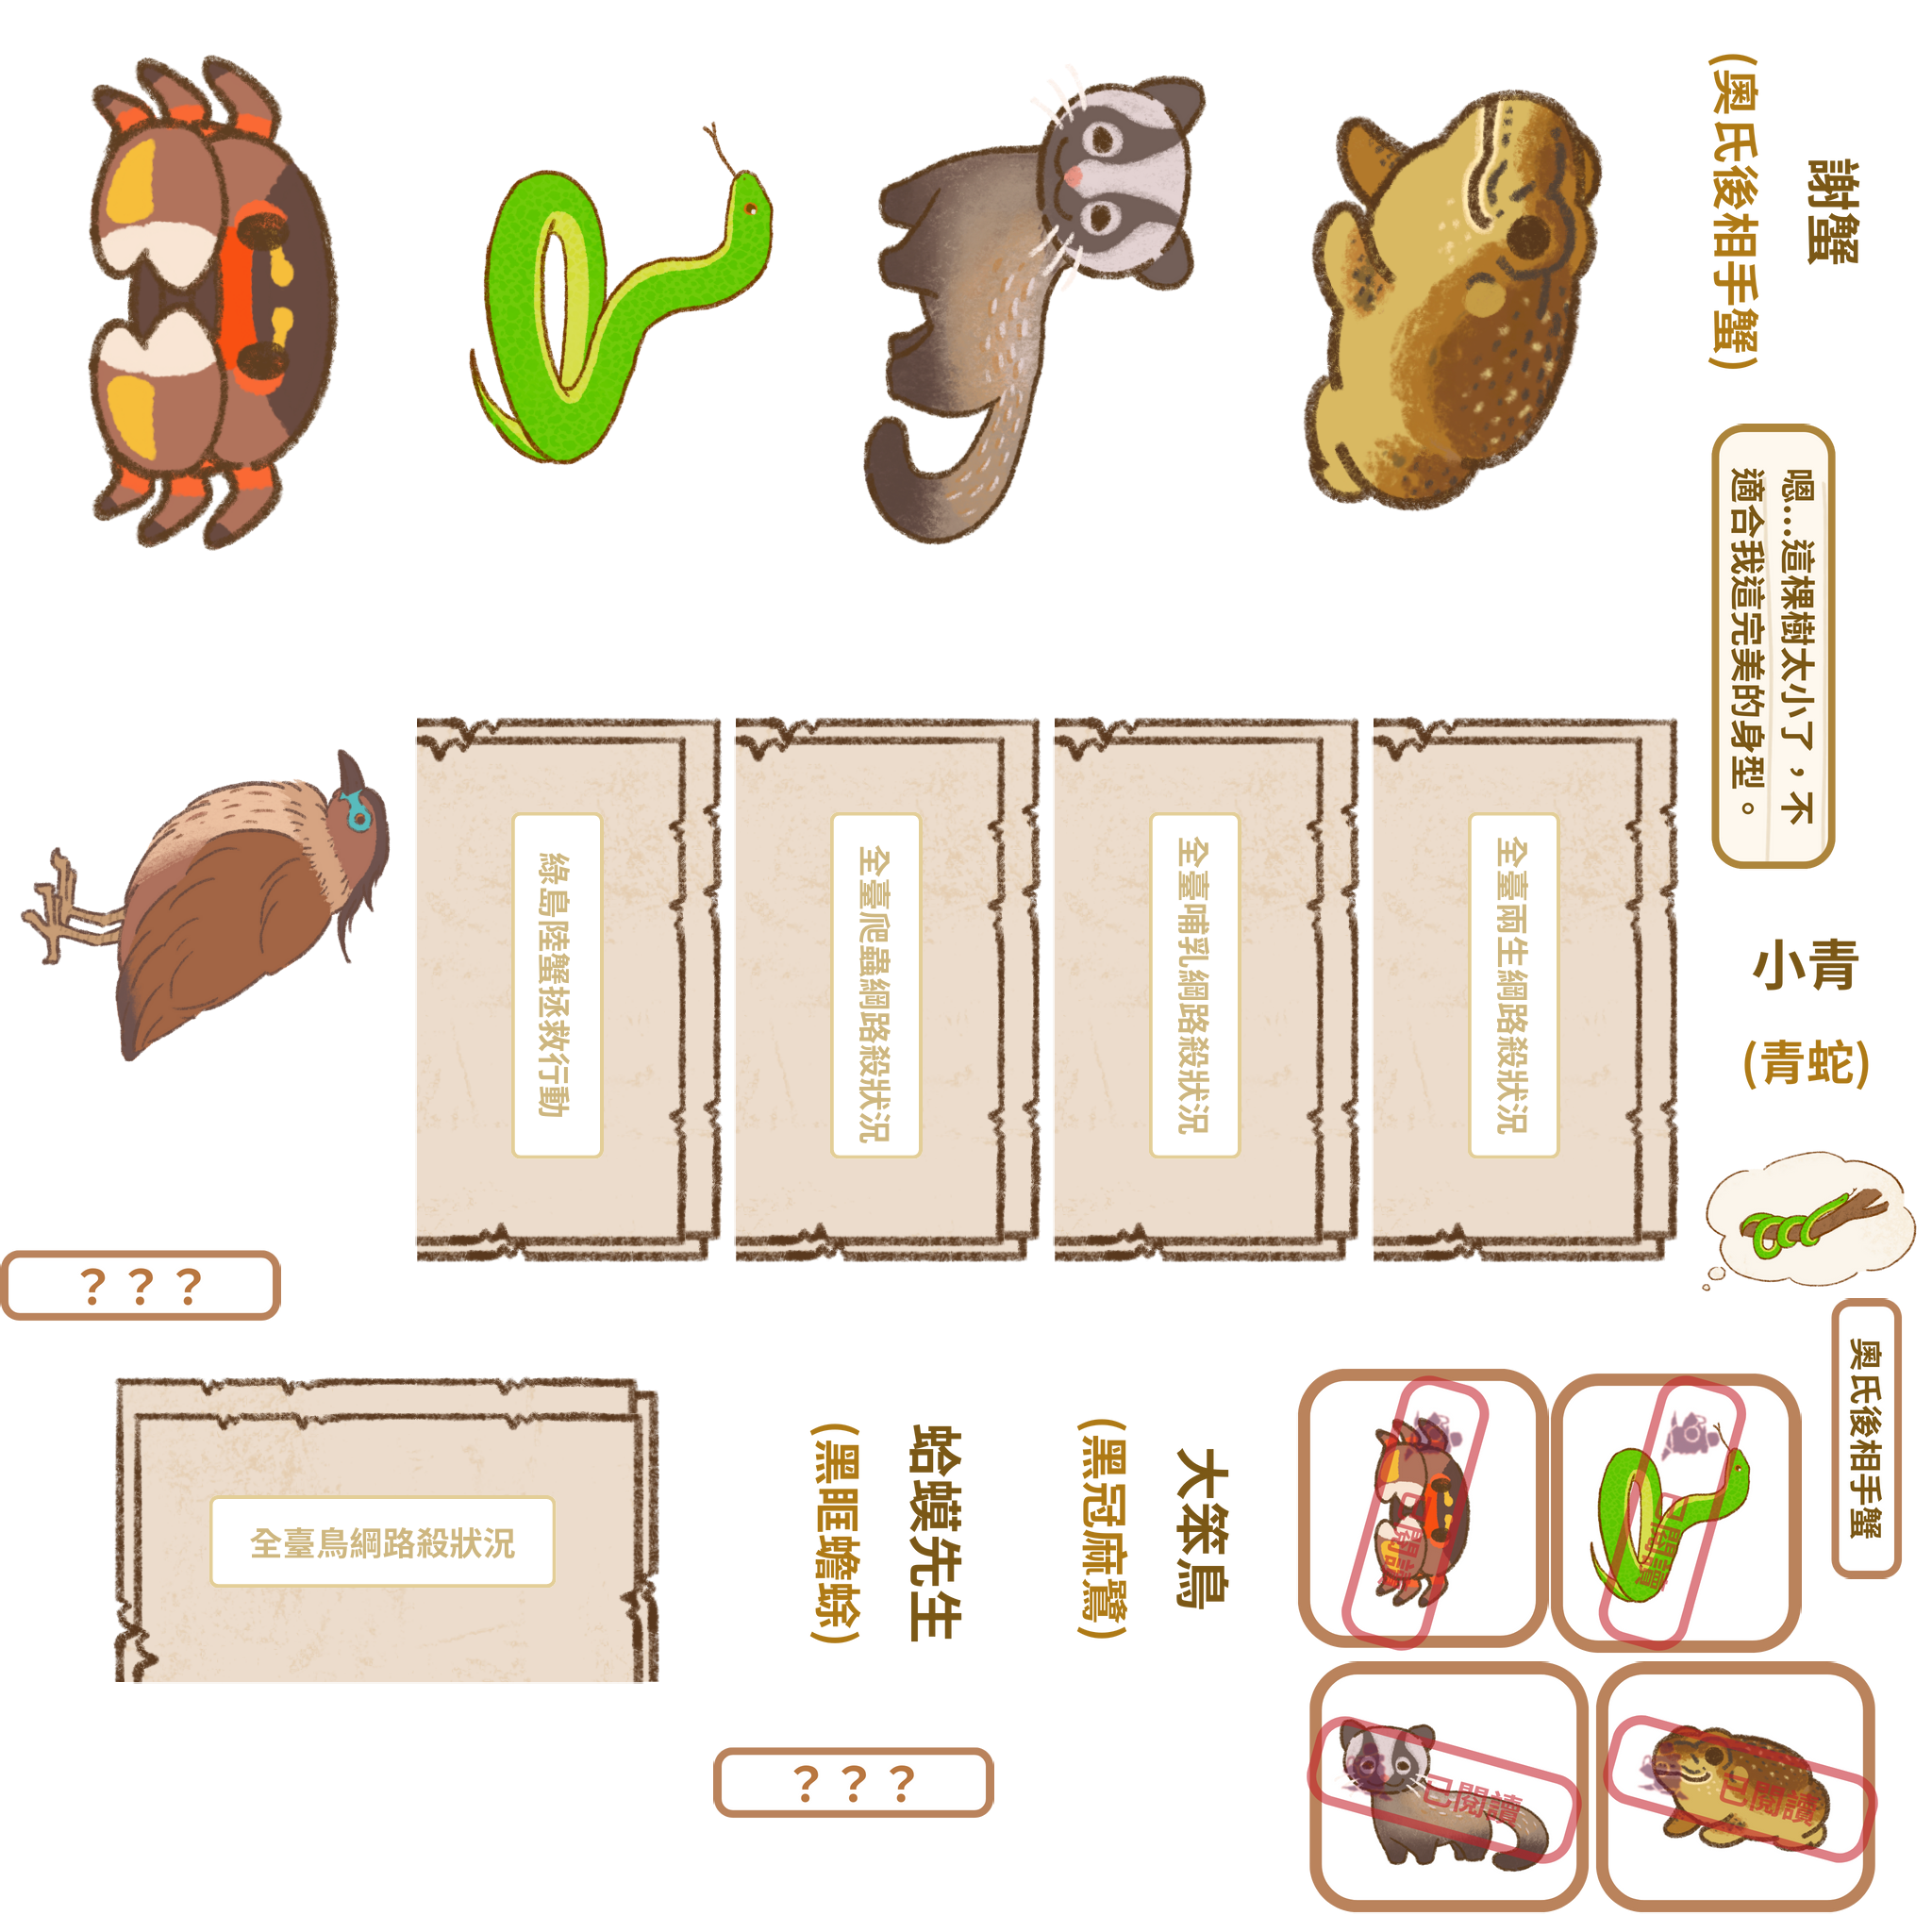 謝蟹
(奧氏後相手蟹)
嗯...這棵樹太小了，不
適合我這完美的身型。
小青
(青蛇)
綠島陸蟹拯救行動
全臺爬蟲網路殺狀況
全臺哺乳網路殺狀況
全臺兩生網路殺狀況
？？？
奧氏後相手蟹
全臺鳥網路殺狀況
蛤蟆先生
(黑眶蟾蜍)
大笨鳥
(黑冠麻鷺)
已閱讀
已閱讀
？？？
已閱讀
已閱讀